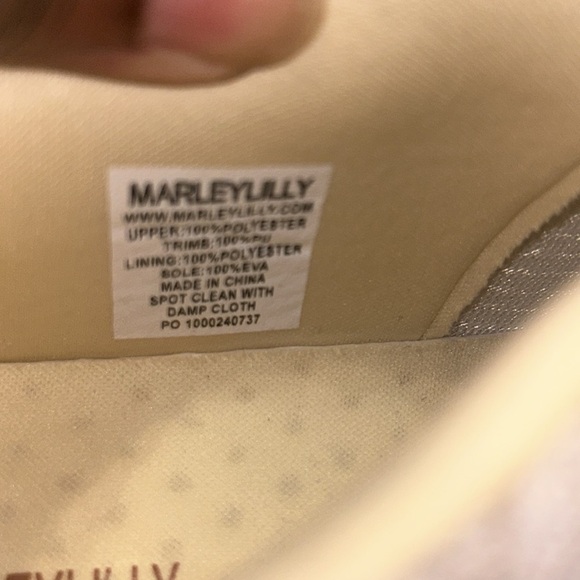 MARLEYLILLY
WWW.MARLEYLILLY.COM
UPPER:100%POLYESTER
TRIMS:100%PU
LINING:100%POLYESTER
SOLE:100%EVA
MADE IN CHINA
SPOT CLEAN WITH
DAMP CLOTH
PO 1000240737